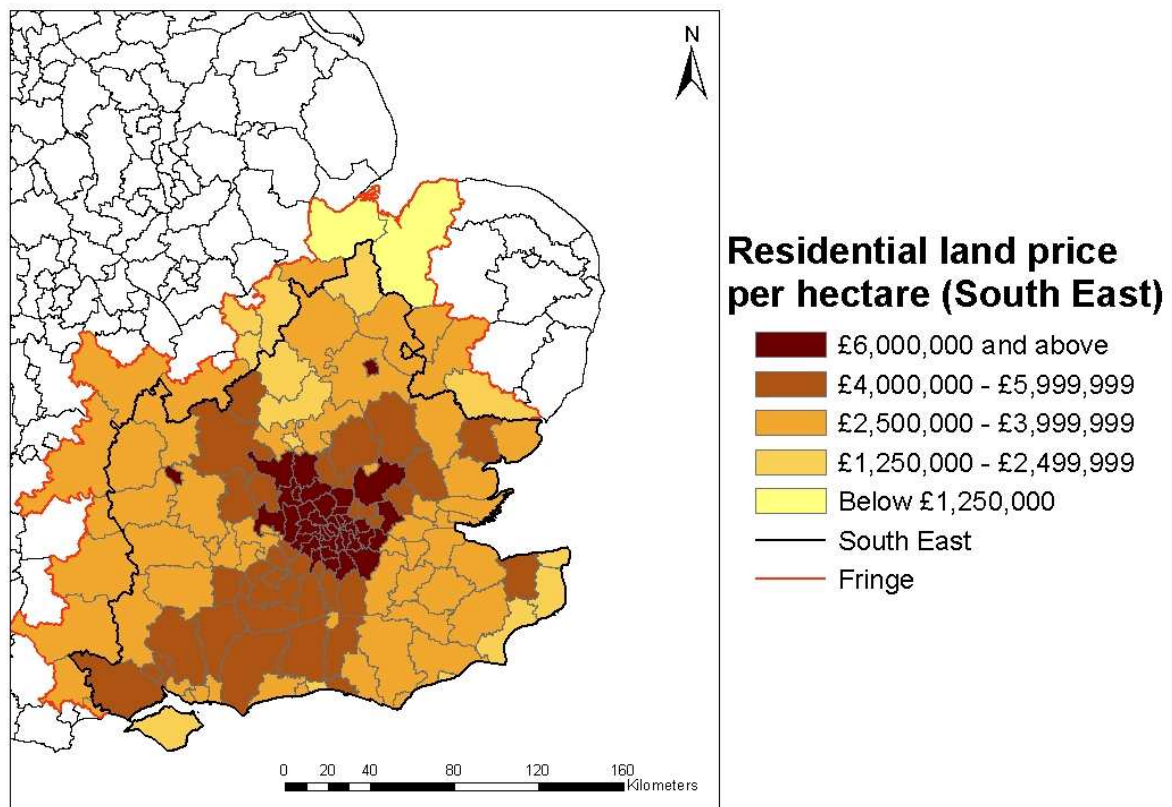 N
Residential land price
per hectare (South East)
£6,000,000 and above
£4,000,000 - £5,999,999
£2,500,000 - £3,999,999
£1,250,000 - £2,499,999
Below £1,250,000
South East
Fringe
0 20 40 80 120 160
Kilometers